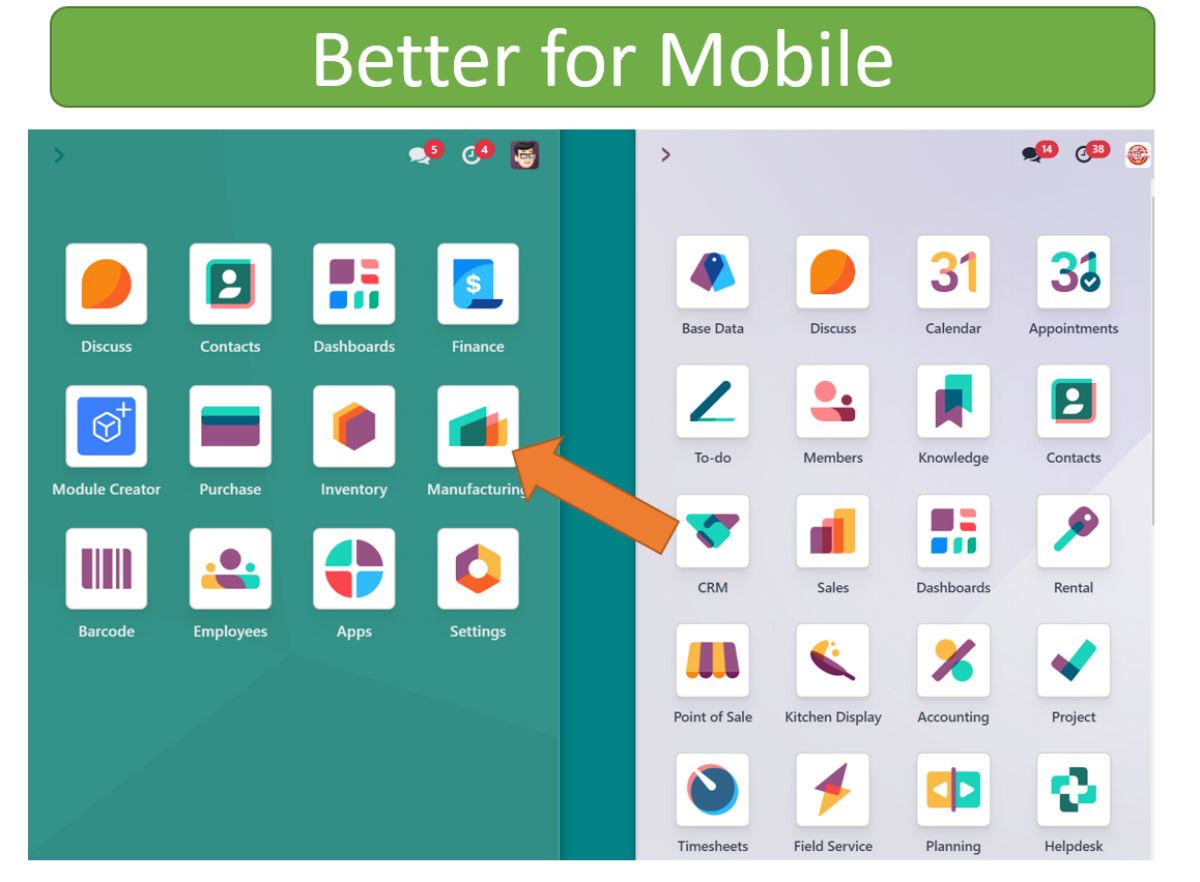 Better for Mobile
5 4
Discuss Contacts Dashboards Finance
Module Creator Purchase Inventory Manufacturing
Barcode Employees Apps Settings
14 38
31 31
Base Data Discuss Calendar Appointments
To-do Members Knowledge Contacts
CRM Sales Dashboards Rental
Point of Sale Kitchen Display Accounting Project
Timesheets Field Service Planning Helpdesk